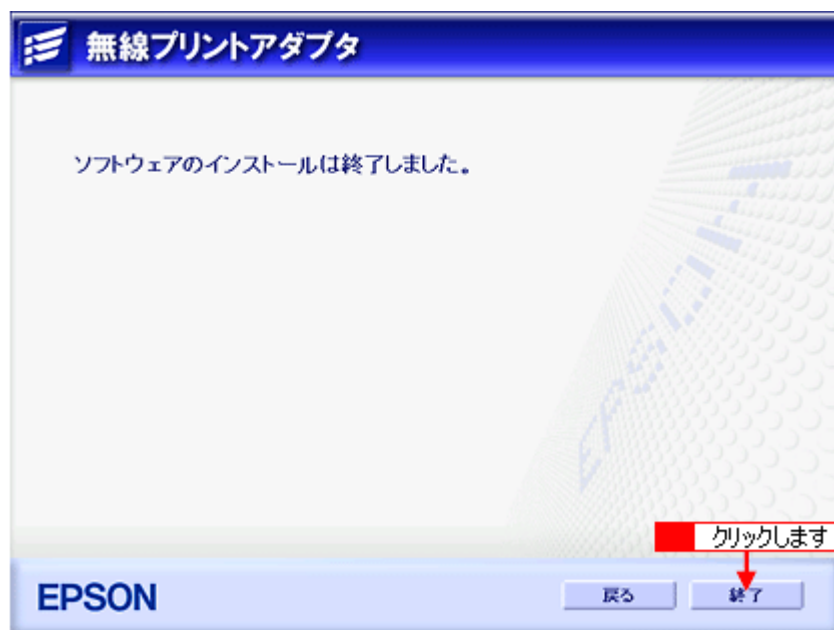 無線プリントアダプタ
ソフトウェアのインストールは終了しました。
EPSON
クリックします
EPSON
戻る
終了